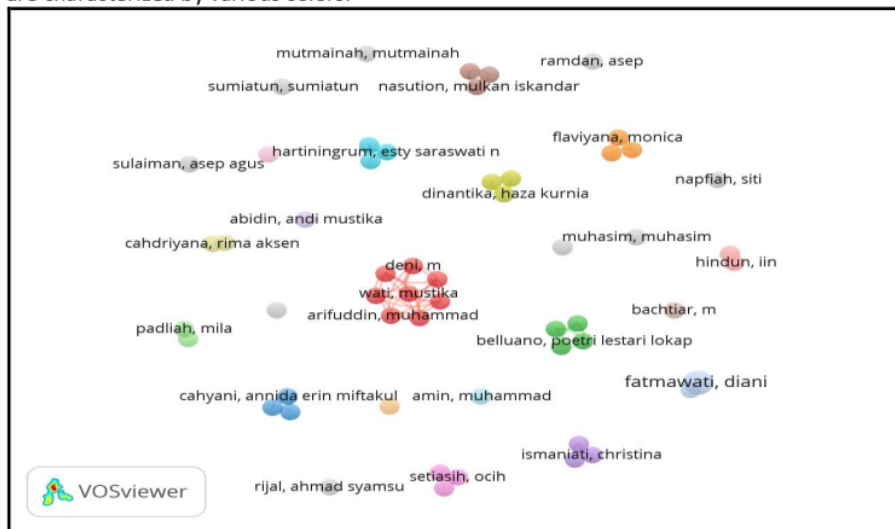 are characterized by various colors.
mutmainah, mutmainah
ramdan, asep
sumiatun, sumiatun
nasution, mulkan iskandar
flaviyana, monica
hartiningrum, esty saraswati n
sulaiman, asep agus
napfiah, siti
dinantika, haza kurnia
abidin, andi mustika
muhasim, muhasim
cahdriyana, rima aksen
hindun, iin
deni, m
wati, mustika
bachtiar, m
arifuddin, muhammad
padliah, mila
belluano, poetri lestari lokap
fatmawati, diani
cahyani, annida erin miftakul
amin, muhammad
ismaniati, christina
setiasih, ocih
rijal, ahmad syamsu
VOSviewer